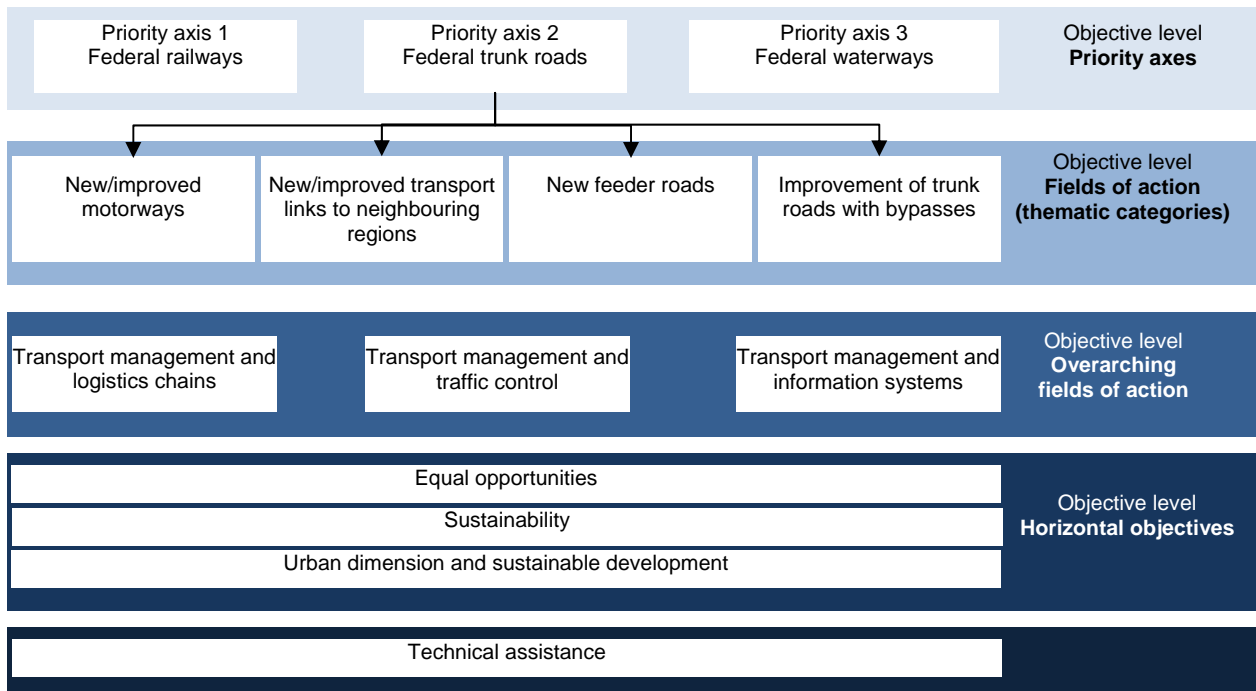 Priority axis 1
Federal railways
Priority axis 2
Federal trunk roads
Priority axis 3
Federal waterways
Objective level
Priority axes
New/improved
motorways
New/improved transport
links to neighbouring
regions
New feeder roads
Improvement of trunk
roads with bypasses
Objective level
Fields of action
(thematic categories)
Transport management and
logistics chains
Transport management and
traffic control
Transport management and
information systems
Objective level
Overarching
fields of action
Equal opportunities
Sustainability
Urban dimension and sustainable development
Objective level
Horizontal objectives
Technical assistance